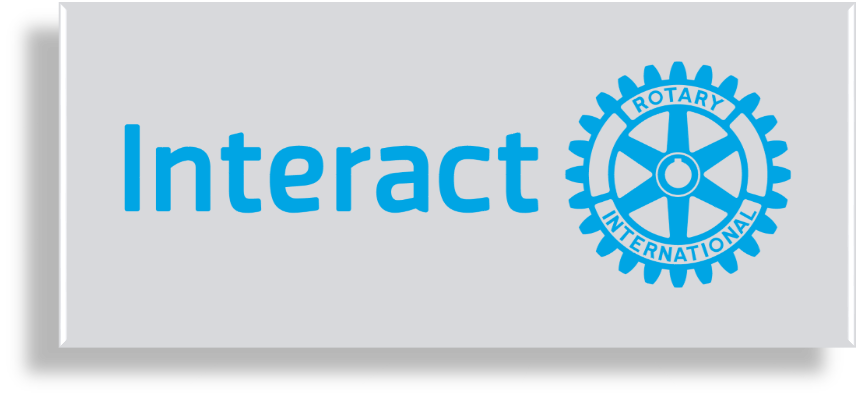 Interact
ROTARY
INTERNATIONAL